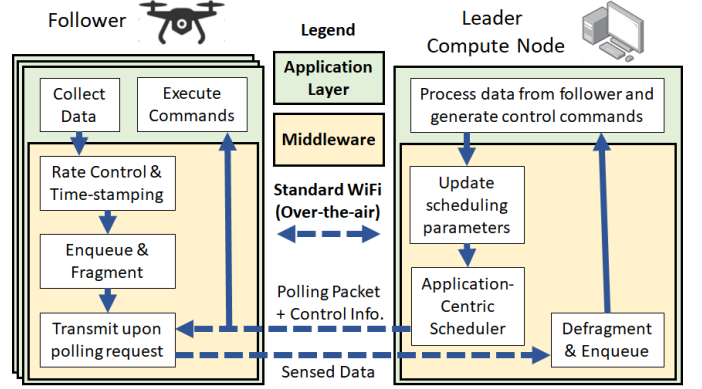 Follower
Collect
Data
Execute
Commands
Rate Control &
Time-stamping
Enqueue &
Fragment
Transmit upon
polling request
Legend
Application
Layer
Middleware
Standard WiFi
(Over-the-air)
Polling Packet
+ Control Info.
Sensed Data
Leader
Compute Node
Process data from follower and
generate control commands
Update
scheduling
parameters
Application-
Centric
Scheduler
Defragment
& Enqueue